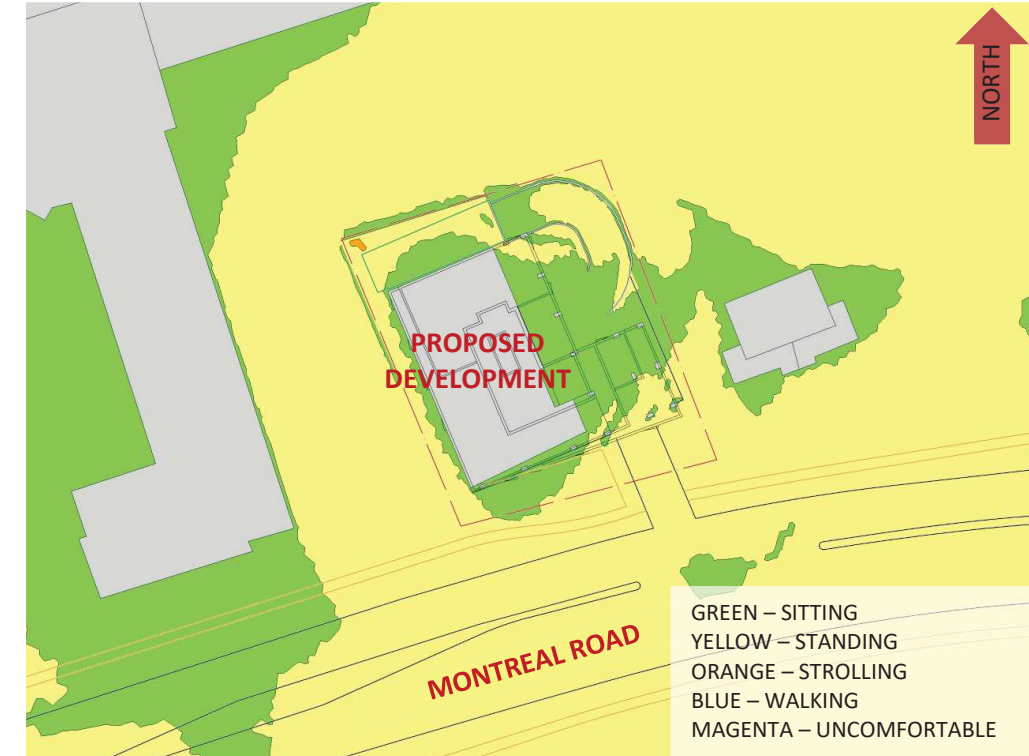 NORTH
PROPOSED
DEVELOPMENT
MONTREAL ROAD
GREEN – SITTING
YELLOW – STANDING
ORANGE – STROLLING
BLUE – WALKING
MAGENTA – UNCOMFORTABLE